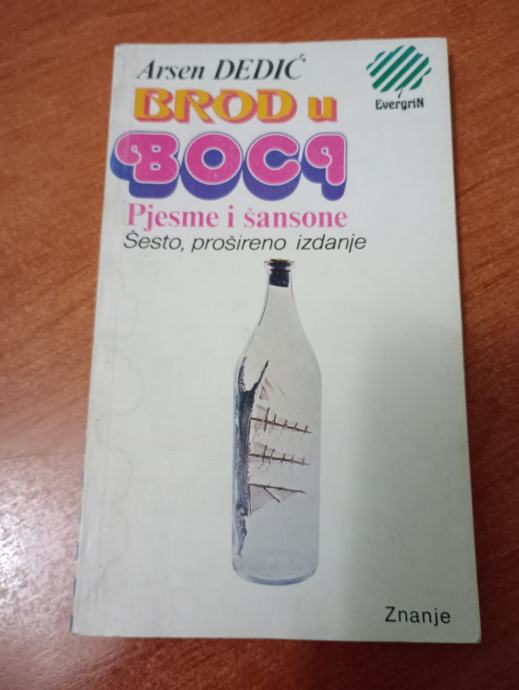 Arsen DEDIĆ
BROD u
BOCI
Pjesme i šansone
Šesto, prošireno izdanje
EvergriN
Znanje